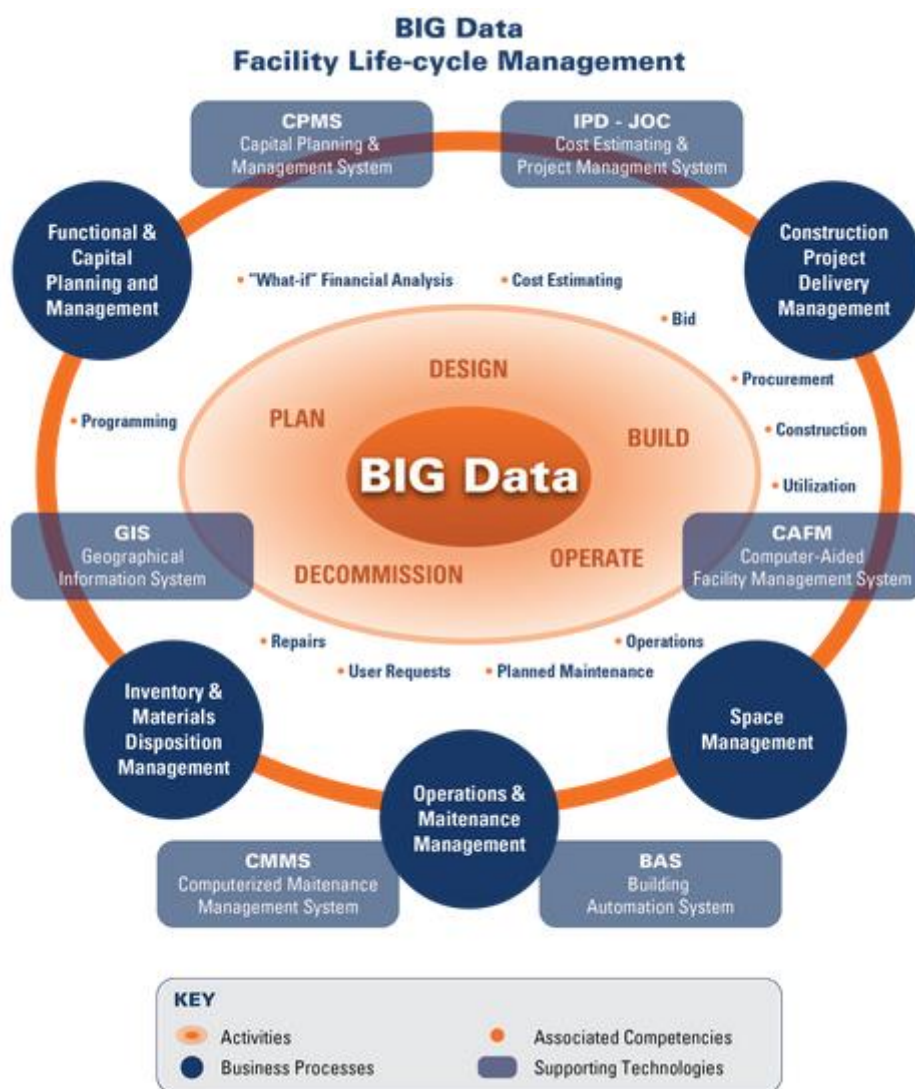 BIG Data
Facility Life-cycle Management
CPMS
Capital Planning &
Management System
IPD - JOC
Cost Estimating &
Project Managment System
Functional &
Capital
Planning and
Management
Construction
Project
Delivery
Management
• "What-if" Financial Analysis
• Cost Estimating
• Bid
• Procurement
• Construction
• Utilization
• Programming
DESIGN
PLAN
BUILD
BIG Data
DECOMMISSION
OPERATE
GIS
Geographical
Information System
CAFM
Computer-Aided
Facility Management System
• Repairs
• User Requests
• Planned Maintenance
• Operations
Inventory &
Materials
Disposition
Management
Operations &
Maitenance
Management
Space
Management
CMMS
Computerized Maitenance
Management System
BAS
Building
Automation System
KEY
Activities
Associated Competencies
Business Processes
Supporting Technologies